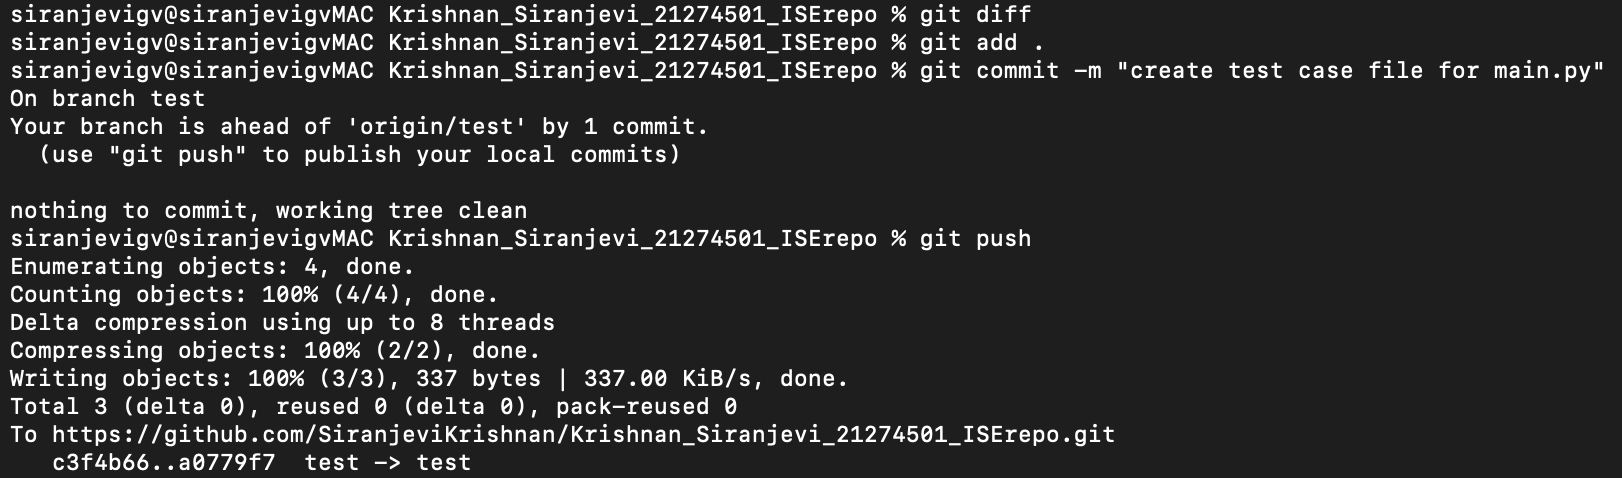 siranjevigv@siranjevigvMAC Krishnan_Siranjevi_21274501_ISErepo % git diff
siranjevigv@siranjevigvMAC Krishnan_Siranjevi_21274501_ISErepo % git add .
siranjevigv@siranjevigvMAC Krishnan_Siranjevi_21274501_ISErepo % git commit -m "create test case file for main.py"
On branch test
Your branch is ahead of 'origin/test' by 1 commit.
  (use "git push" to publish your local commits)

nothing to commit, working tree clean
siranjevigv@siranjevigvMAC Krishnan_Siranjevi_21274501_ISErepo % git push
Enumerating objects: 4, done.
Counting objects: 100% (4/4), done.
Delta compression using up to 8 threads
Compressing objects: 100% (2/2), done.
Writing objects: 100% (3/3), 337 bytes | 337.00 KiB/s, done.
Total 3 (delta 0), reused 0 (delta 0), pack-reused 0
To https://github.com/SiranjeviKrishnan/Krishnan_Siranjevi_21274501_ISErepo.git
   c3f4b66..a0779f7  test -> test